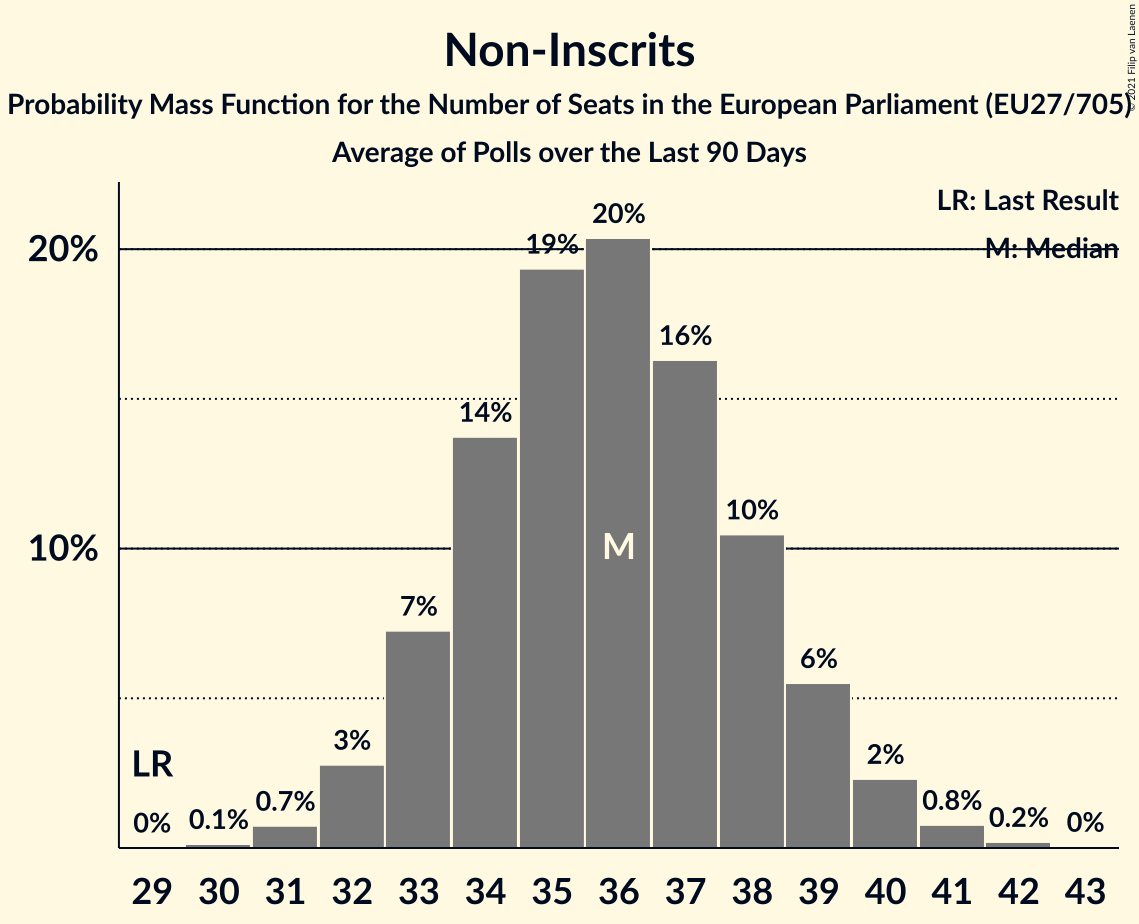 Non-Inscrits
© 2021 Filip van Laenen
Probability Mass Function for the Number of Seats in the European Parliament (EU27/705)
Average of Polls over the Last 90 Days
LR: Last Result
M: Median
20%
10%
LR
M
0%
0.1%
0.7%
3%
7%
14%
19%
20%
16%
10%
6%
2%
0.8%
0.2%
0%
29 30 31 32 33 34 35 36 37 38 39 40 41 42 43